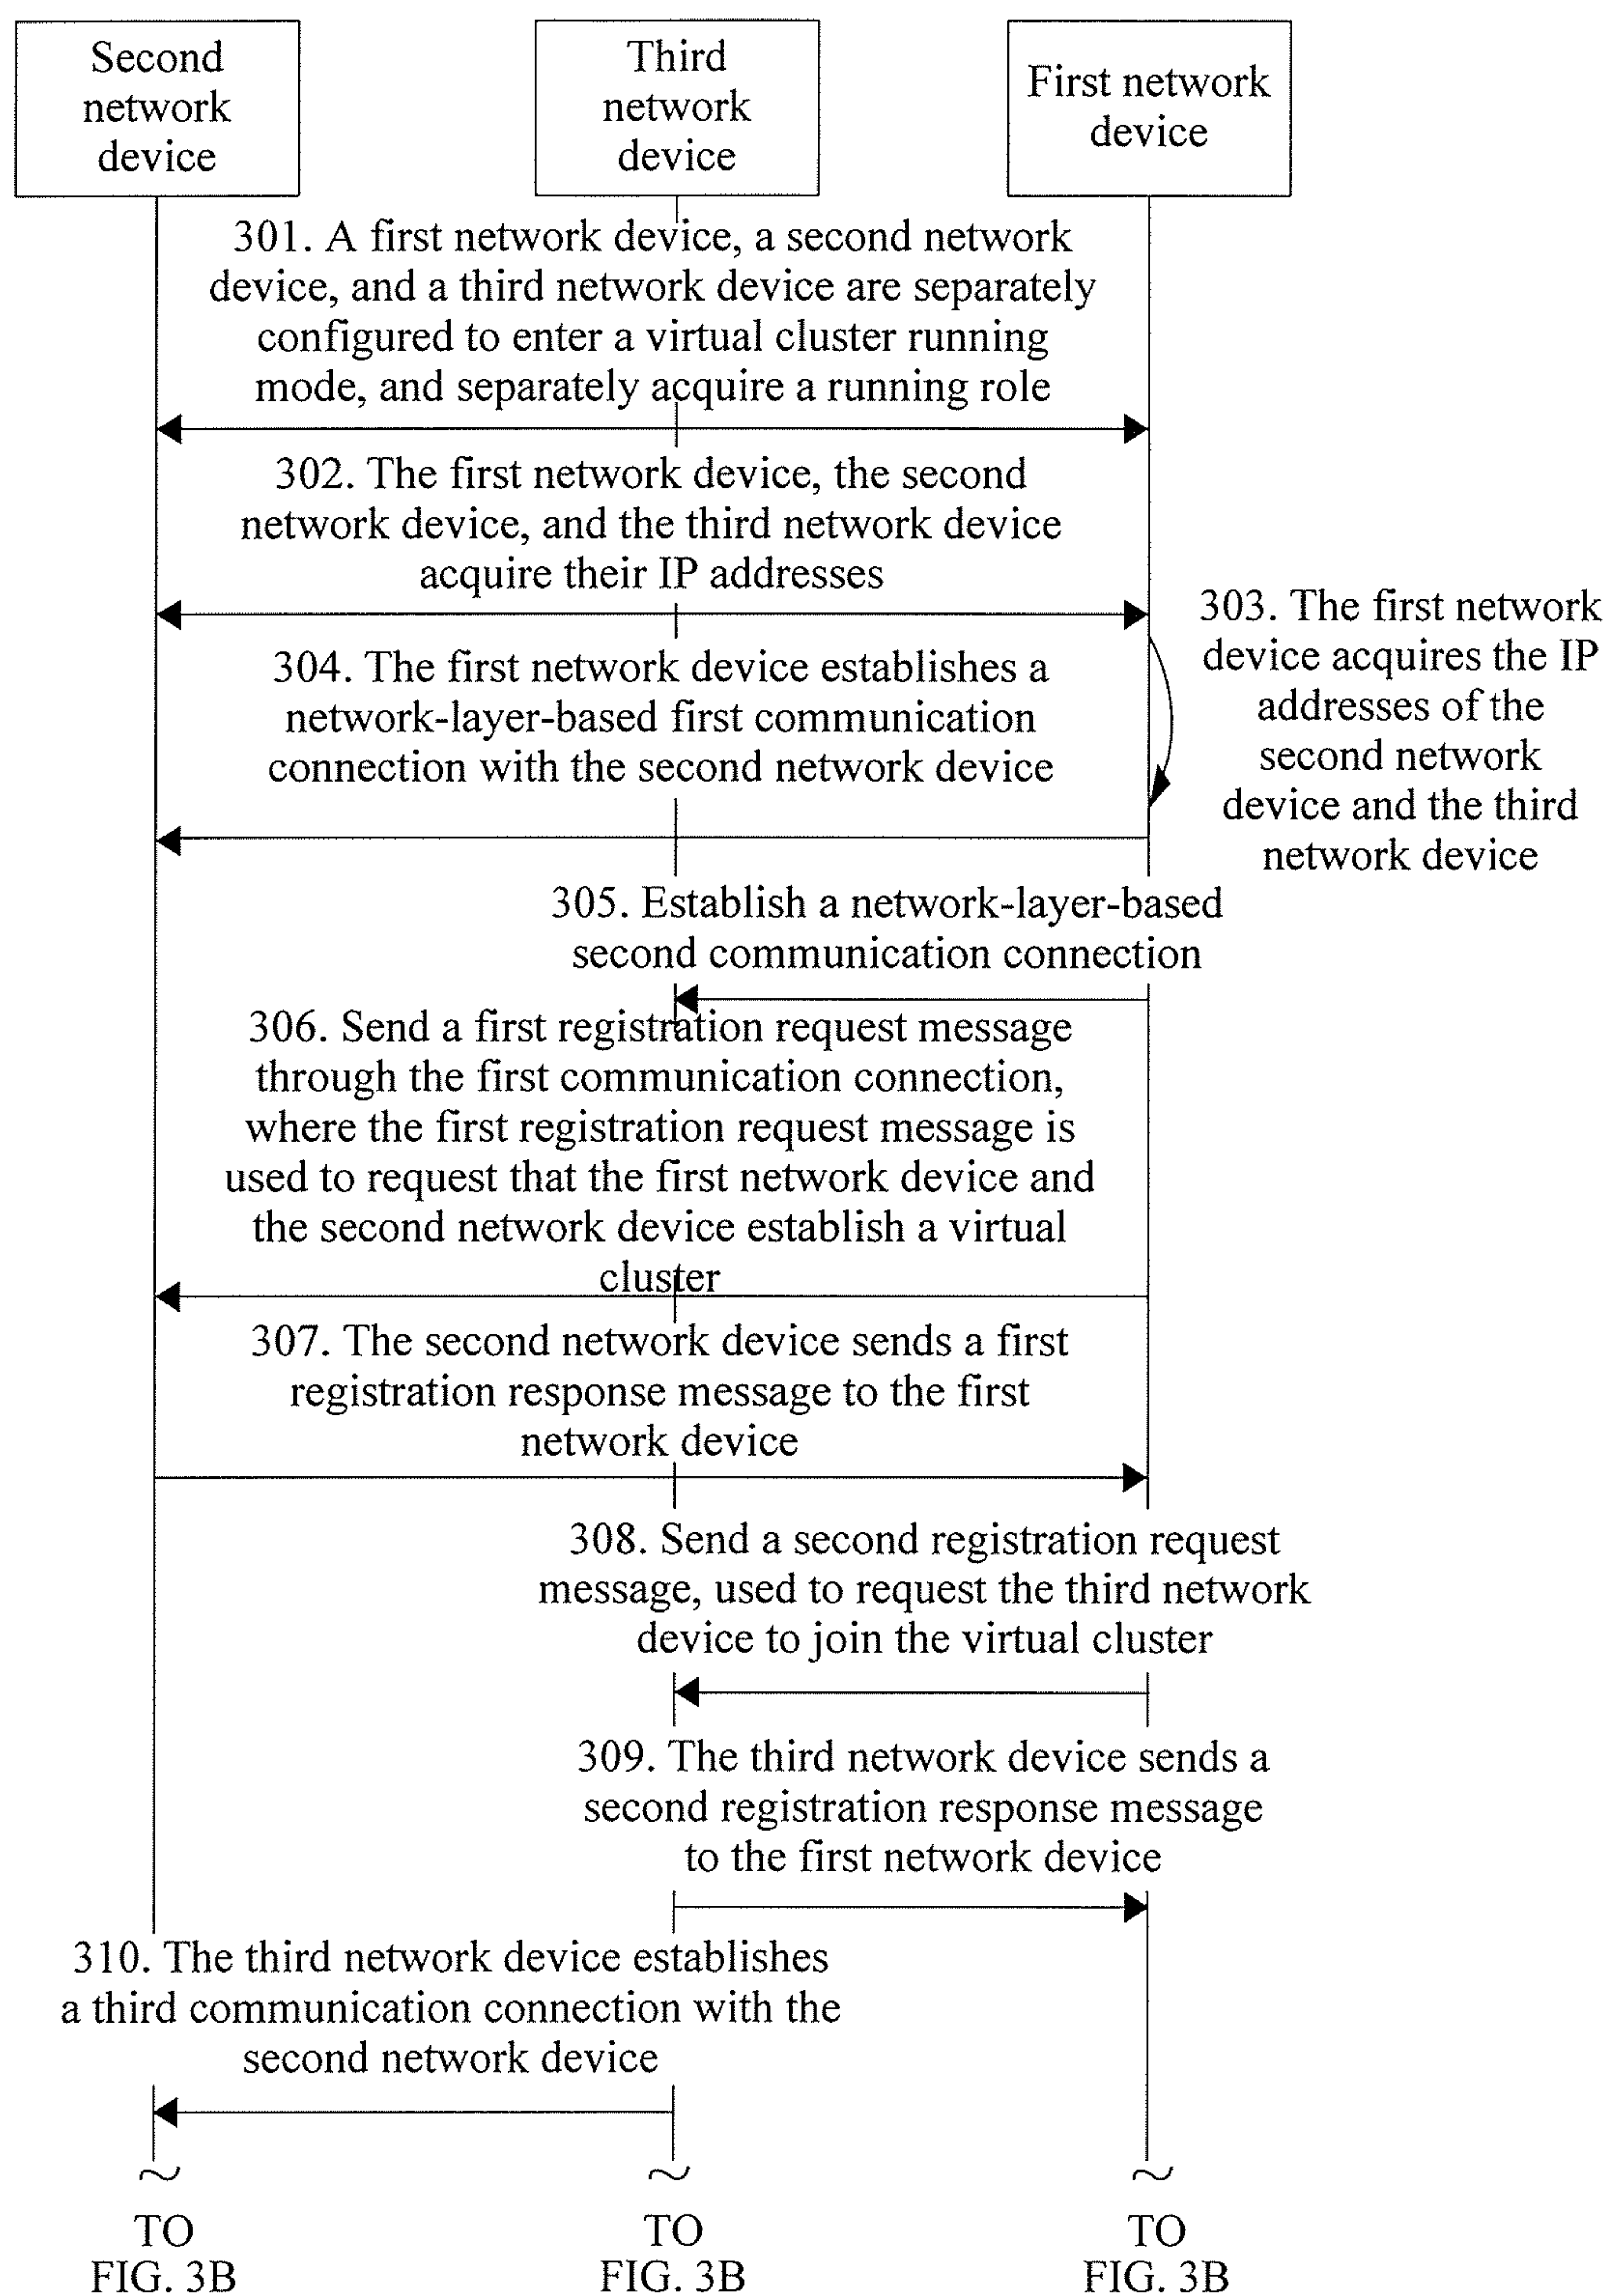 Second
network
device
Third
network
device
First network
device
301. A first network device, a second network
device, and a third network device are separately
configured to enter a virtual cluster running
mode, and separately acquire a running role
302. The first network device, the second
network device, and the third network device
acquire their IP addresses
303. The first network
device acquires the IP
addresses of the
second network
device and the third
network device
304. The first network device establishes a
network-layer-based first communication
connection with the second network device
305. Establish a network-layer-based
second communication connection
306. Send a first registration request message
through the first communication connection,
where the first registration request message is
used to request that the first network device and
the second network device establish a virtual
cluster
307. The second network device sends a first
registration response message to the first
network device
308. Send a second registration request
message, used to request the third network
device to join the virtual cluster
309. The third network device sends a
second registration response message
to the first network device
310. The third network device establishes
a third communication connection with the
second network device
TO
FIG. 3B
TO
FIG. 3B
TO
FIG. 3B